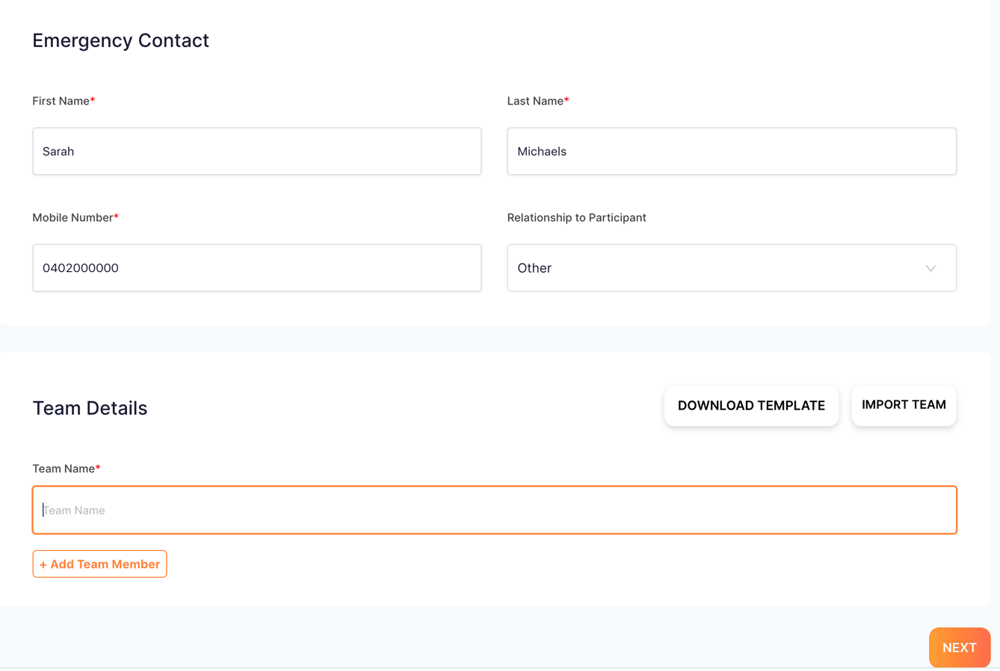 Emergency Contact
First Name*
Last Name*
Sarah
Michaels
Mobile Number*
Relationship to Participant
0402000000
Other
Team Details
DOWNLOAD TEMPLATE
IMPORT TEAM
Team Name*
Team Name
+ Add Team Member
NEXT